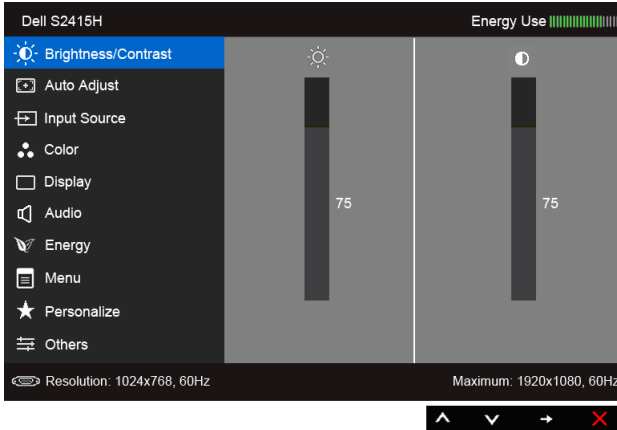 Dell S2415H
Energy Use
Brightness/Contrast
Auto Adjust
Input Source
Color
Display
75
75
Audio
Energy
Menu
Personalize
Others
Resolution: 1024x768, 60Hz
Maximum: 1920x1080, 60Hz